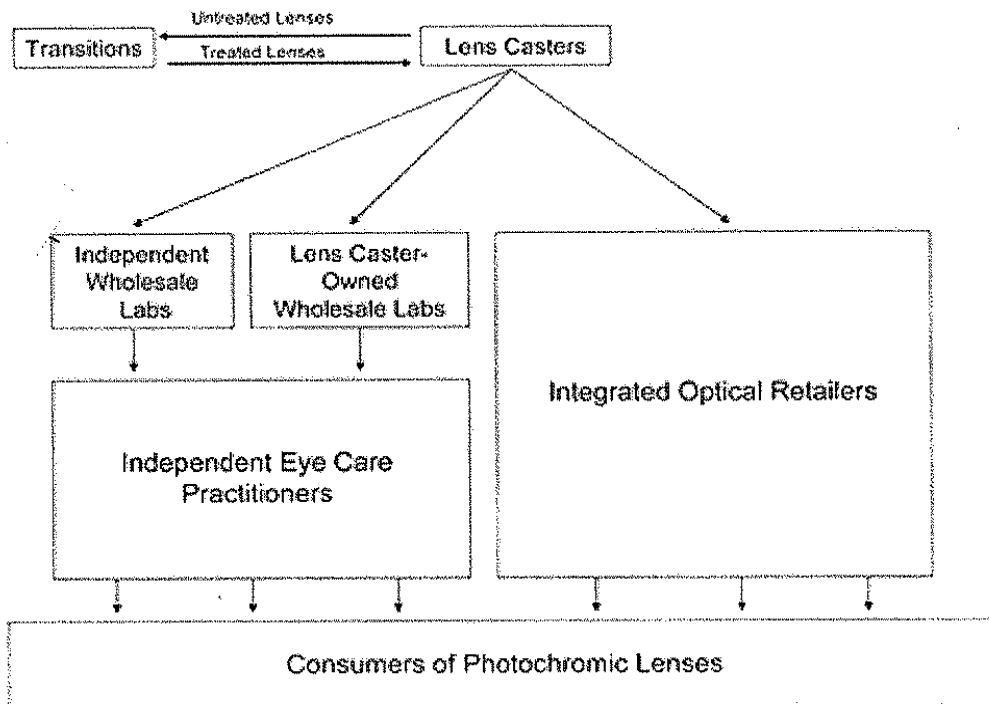 Untreated Lenses
Transitions
Lens Casters
Treated Lenses
Independent
Wholesale
Labs
Lens Caster-
Owned
Wholesale Labs
Integrated Optical Retailers
Independent Eye Care
Practitioners
Consumers of Photochromic Lenses